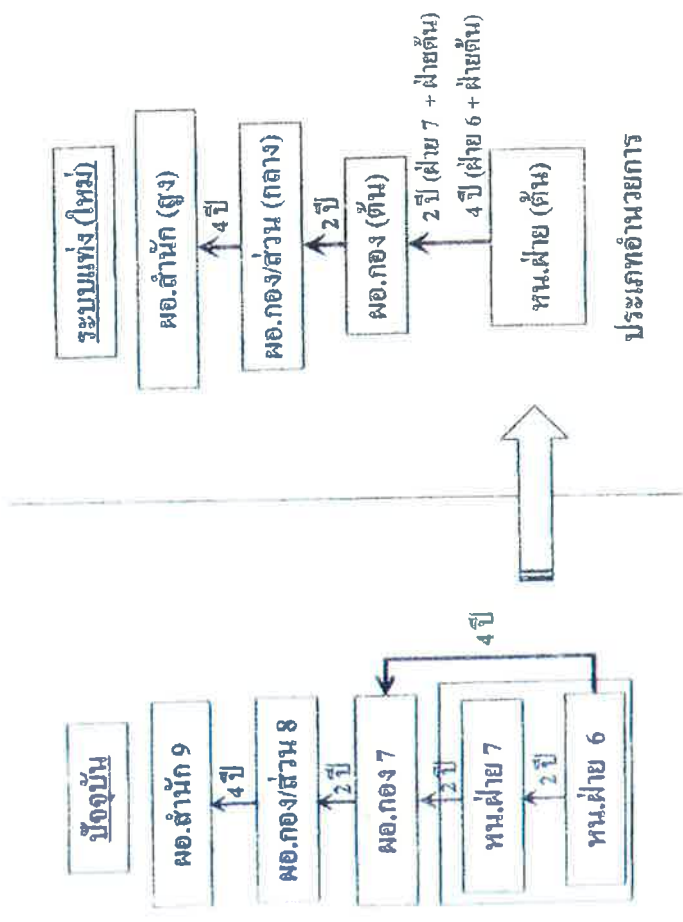 ปัจจุบัน
ผอ.สำนัก 9
4 ปี
ผอ.กอง/ส่วน 8
2 ปี
ผอ.กอง 7
2 ปี
หน.ฝ่าย 7
2 ปี
หน.ฝ่าย 6
4 ปี
ระบบแท่ง (ใหม่)
ผอ.สำนัก (สูง)
4 ปี
ผอ.กอง/ส่วน (กลาง)
2 ปี
ผอ.กอง (ต้น)
2 ปี (ฝ่าย 7 + ฝ่ายต้น)
4 ปี (ฝ่าย 6 + ฝ่ายต้น)
หน.ฝ่าย (ต้น)
ประเภทอำนวยการ